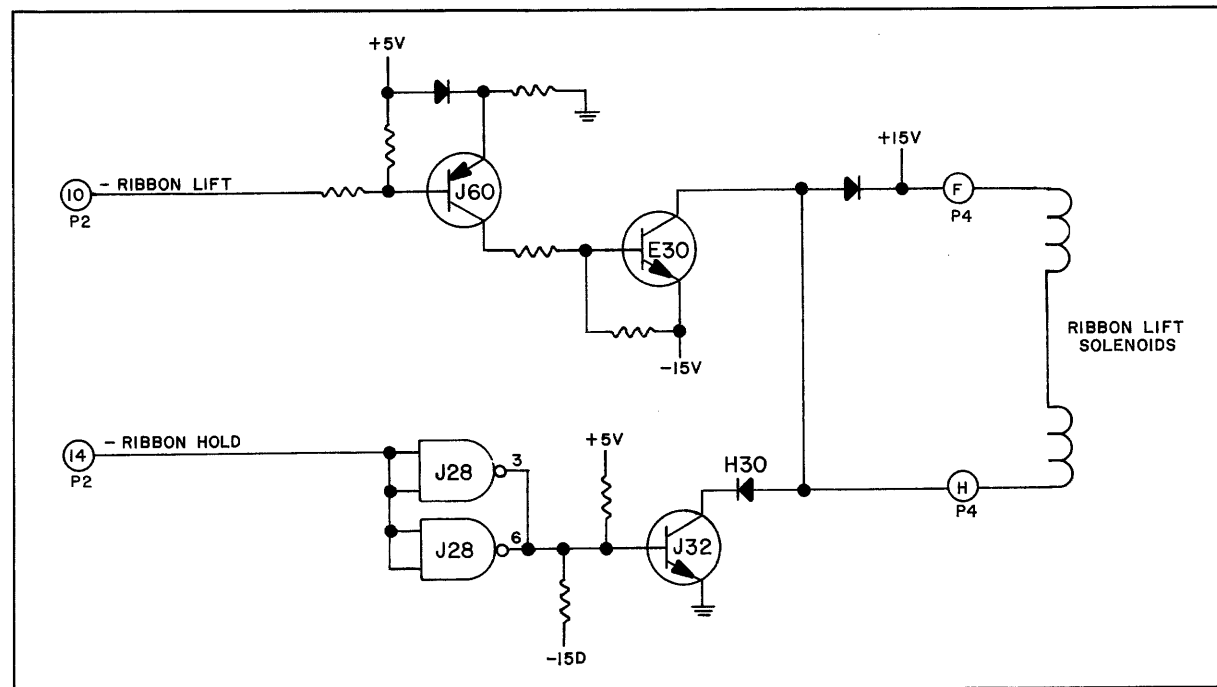 +5V
10
P2
– RIBBON LIFT
J60
E30
-15V
+15V
F
P4
RIBBON LIFT
SOLENOIDS
14
P2
– RIBBON HOLD
J28
3
J28
6
+5V
-15D
J32
H30
H
P4